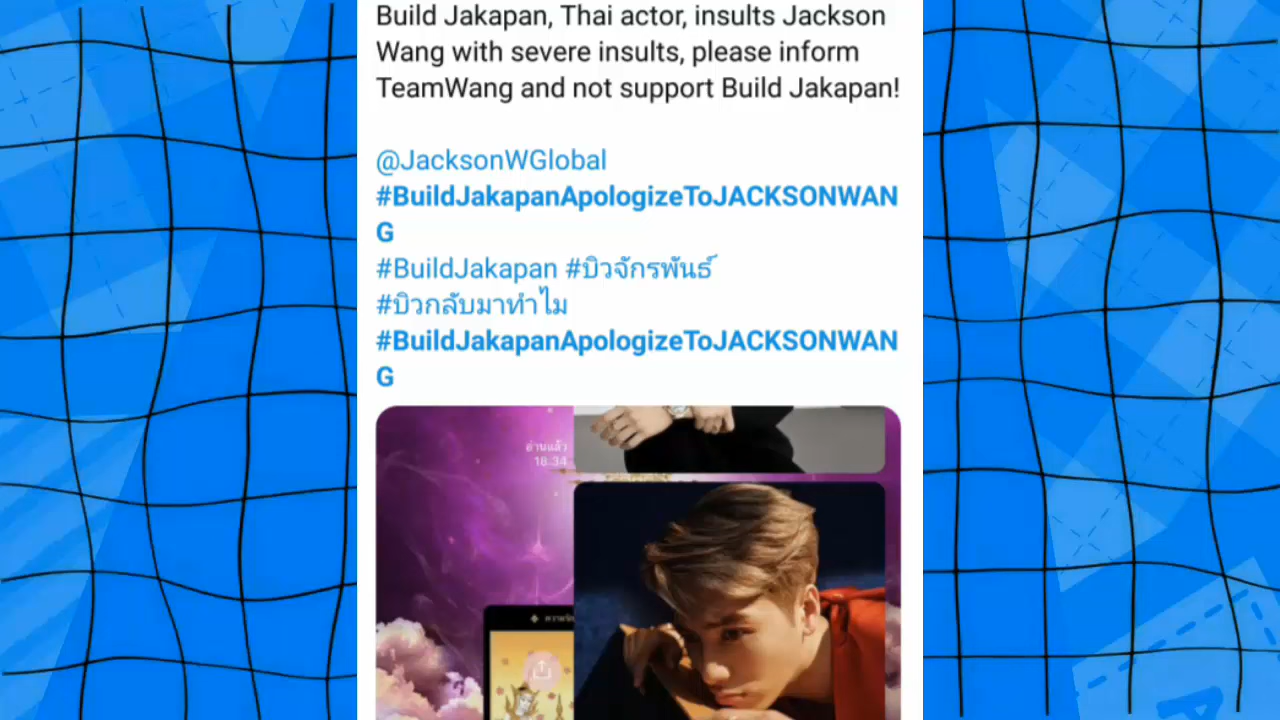 Build Jakapan, Thai actor, insults Jackson
Wang with severe insults, please inform
TeamWang and not support Build Jakapan!
@JacksonWGlobal
#BuildJakapanApologizeToJACKSONWAN
G
#BuildJakapan #บิวจักรพันธ์
#บิวกลับมาทำไม
#BuildJakapanApologizeToJACKSONWAN
G
อ่านแล้ว
18:34